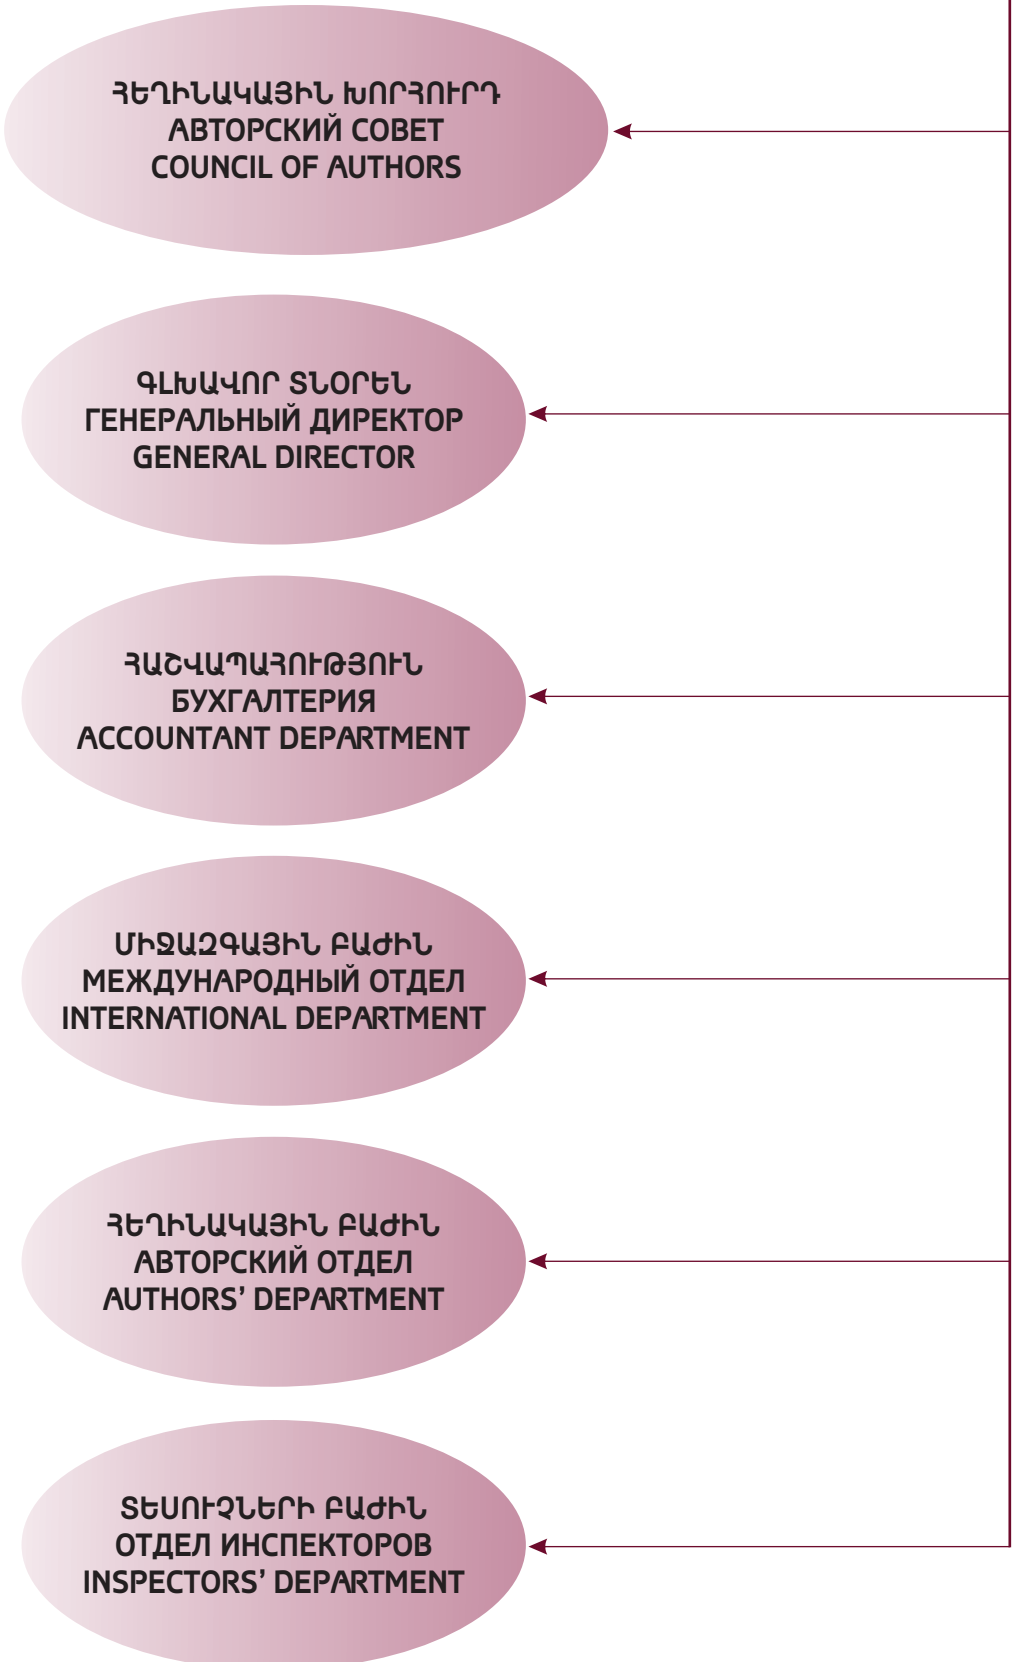 ՀԵՂԻՆԱԿԱՅԻՆ ԽՈՐՀՈՒՐԴ
АВТОРСКИЙ СОВЕТ
COUNCIL OF AUTHORS
ԳԼԽԱՎՈՐ ՏՆՕՐԵՆ
ГЕНЕРАЛЬНЫЙ ДИРЕКТОР
GENERAL DIRECTOR
ՀԱՇՎԱՊԱՀՈՒԹՅՈՒՆ
БУХГАЛТЕРИЯ
ACCOUNTANT DEPARTMENT
ՄԻՋԱԶԳԱՅԻՆ ԲԱԺԻՆ
МЕЖДУНАРОДНЫЙ ОТДЕЛ
INTERNATIONAL DEPARTMENT
ՀԵՂԻՆԱԿԱՅԻՆ ԲԱԺԻՆ
АВТОРСКИЙ ОТДЕЛ
AUTHORS’ DEPARTMENT
ՏԵՍՈՒՉՆԵՐԻ ԲԱԺԻՆ
ОТДЕЛ ИНСПЕКТОРОВ
INSPECTORS’ DEPARTMENT